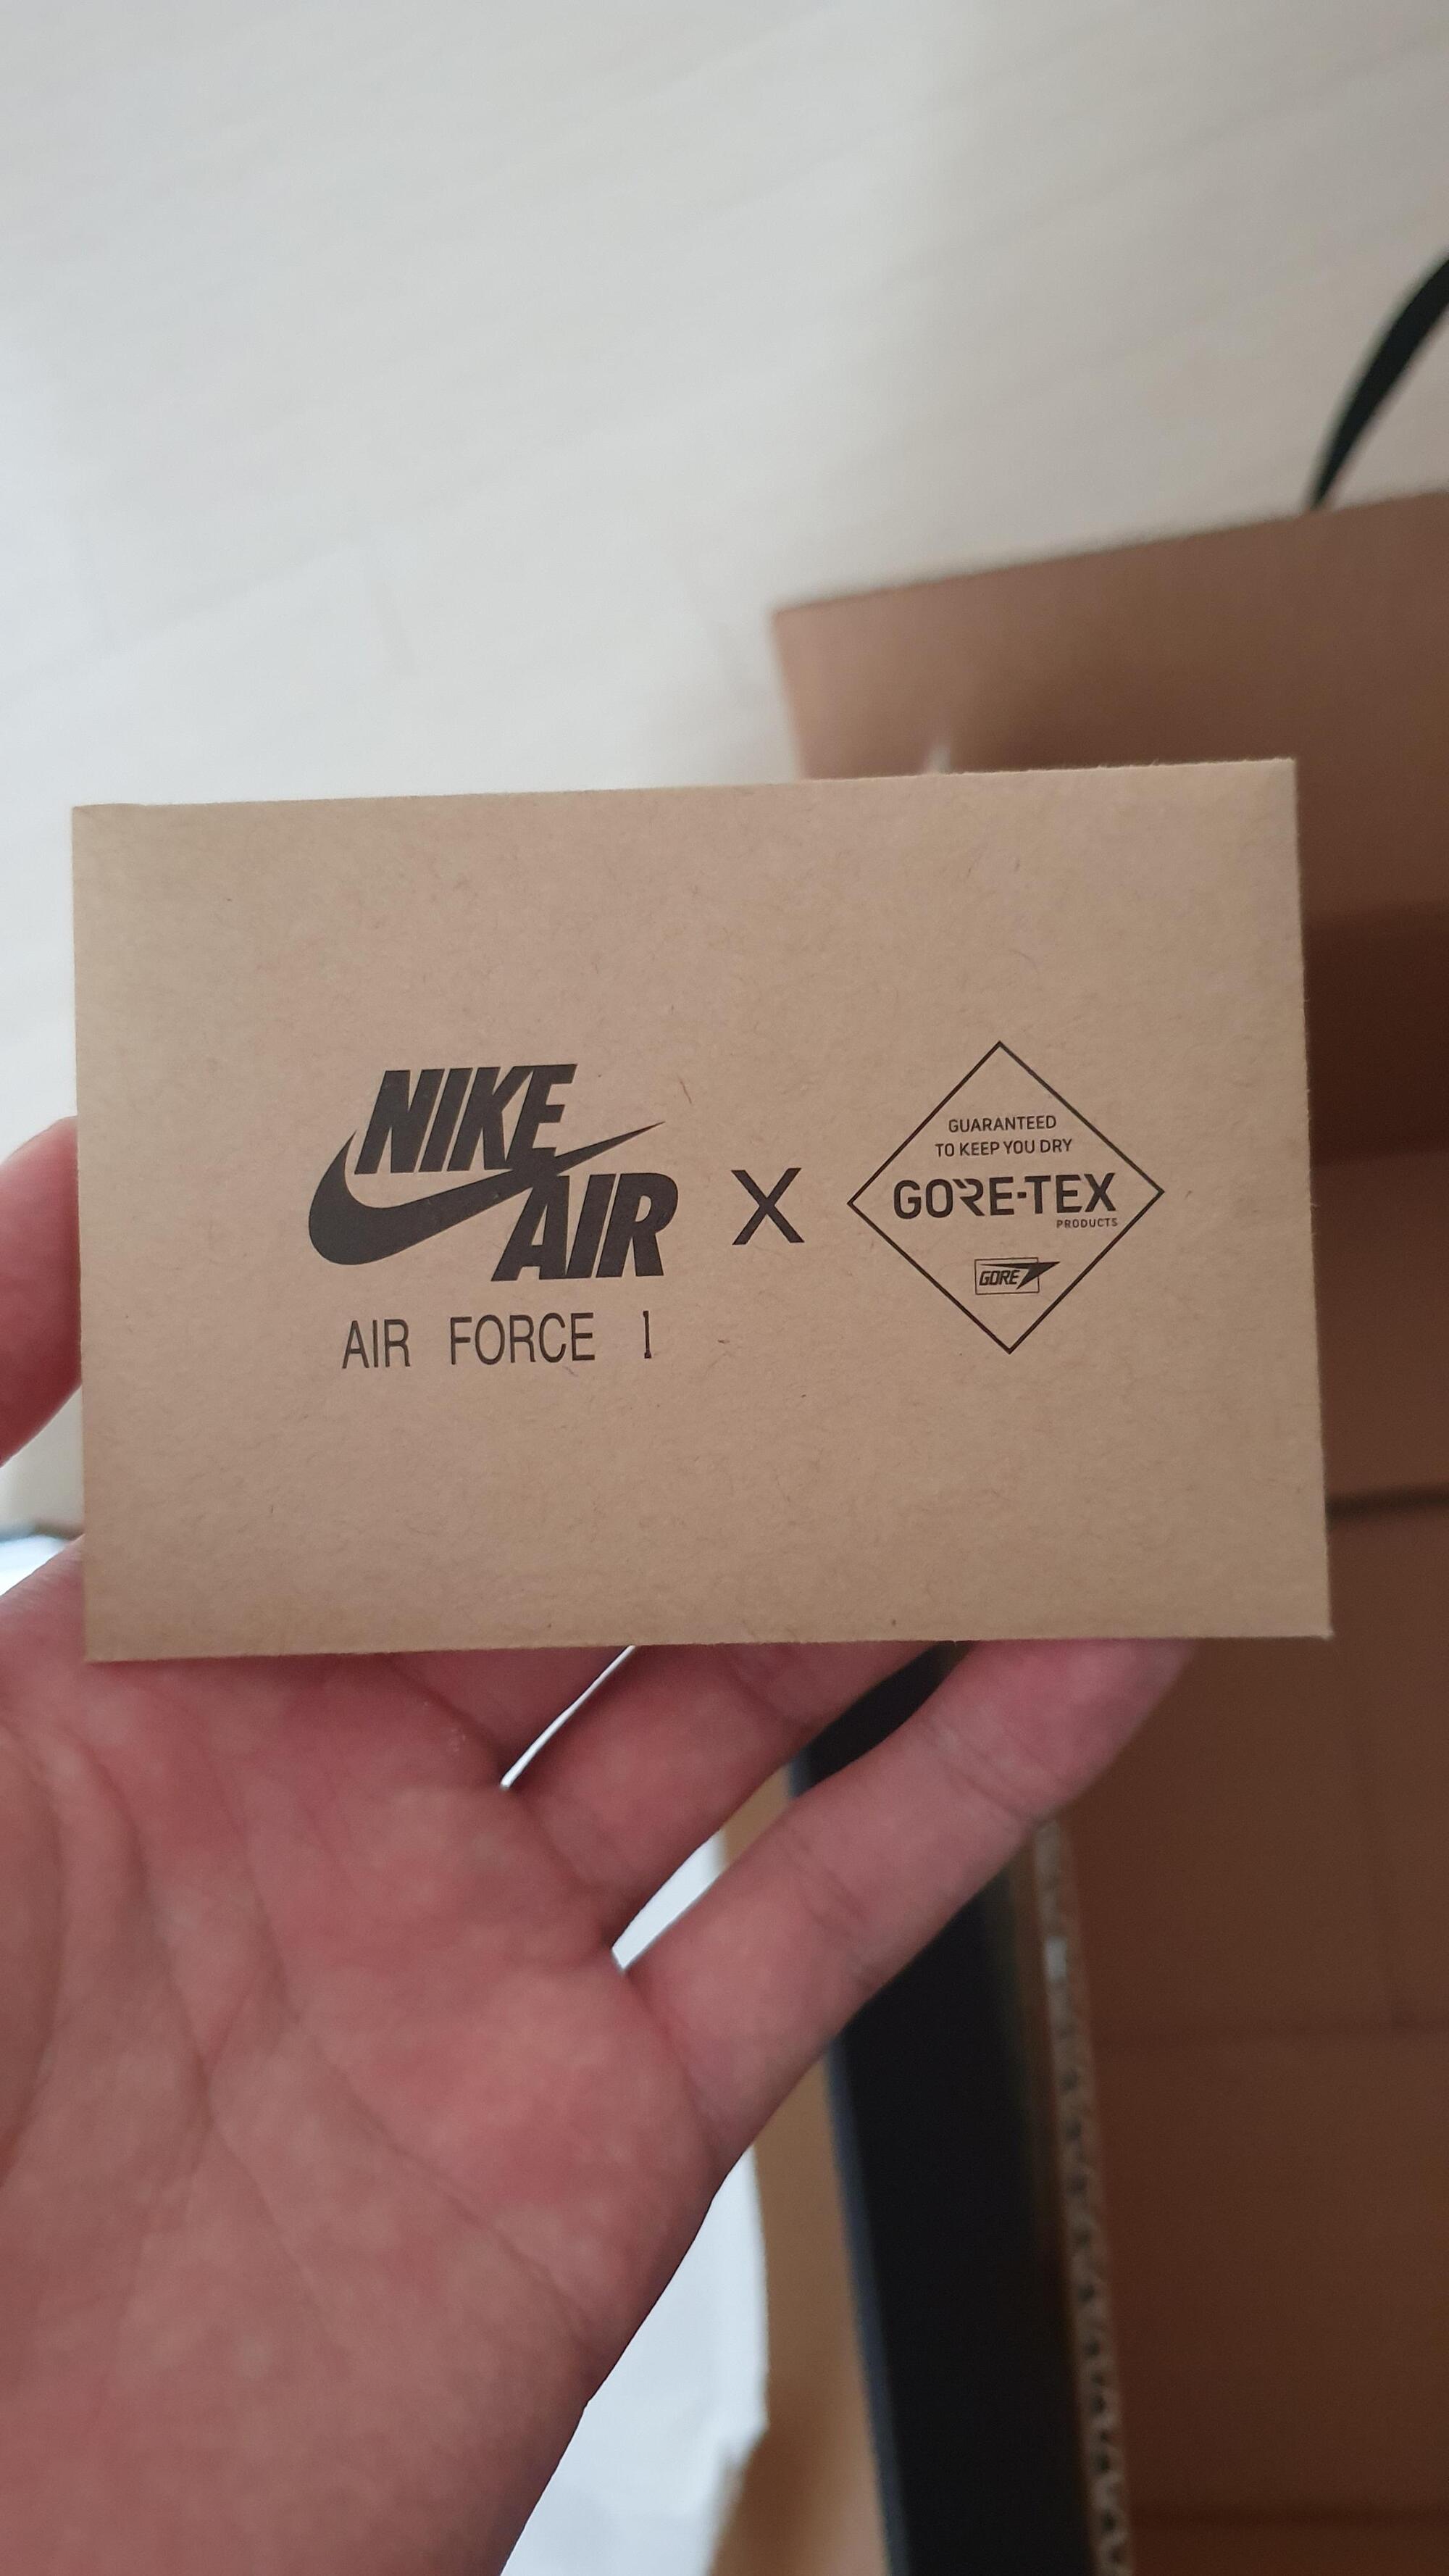 NIKE
AIR
AIR FORCE 1
X
GUARANTEED
TO KEEP YOU DRY
GORE-TEX
PRODUCTS
GORE